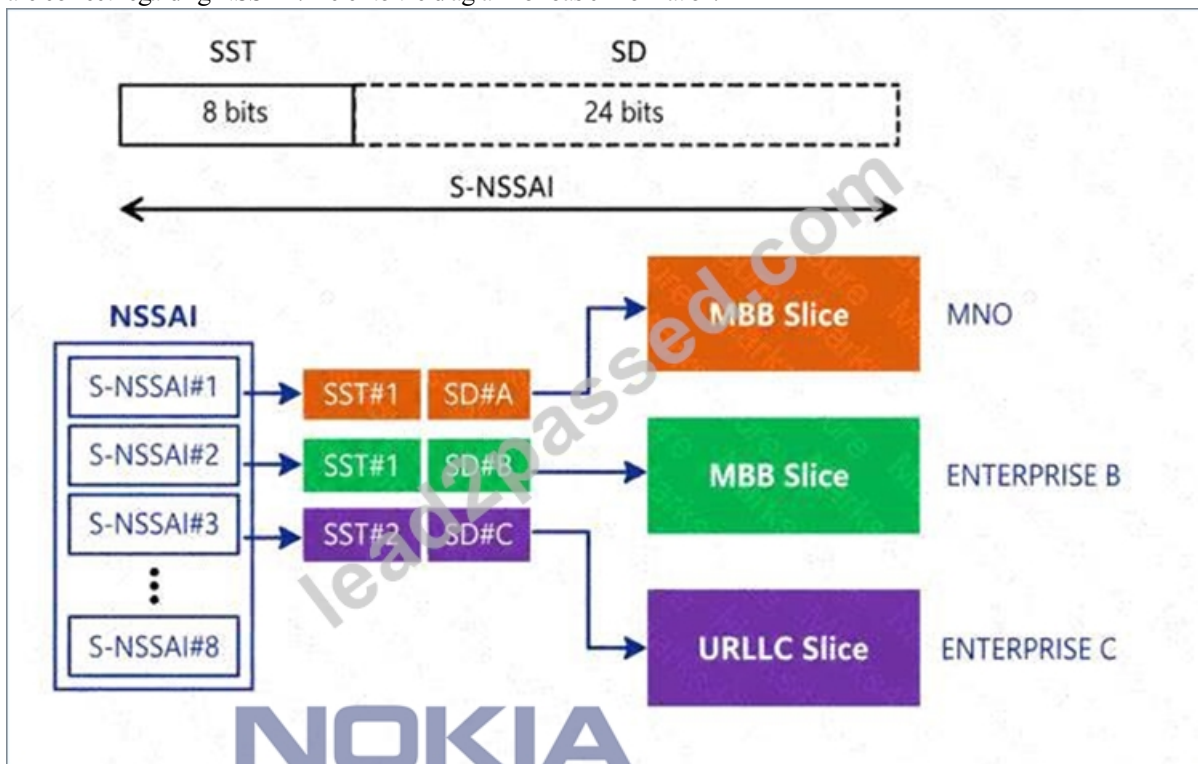 SST SD
8 bits 24 bits
S-NSSAI
NSSAI
S-NSSAI#1
S-NSSAI#2
S-NSSAI#3
S-NSSAI#8
SST#1 SD#A
SST#1 SD#B
SST#2 SD#C
MBB Slice MNO
MBB Slice ENTERPRISE B
URLLC Slice ENTERPRISE C
lead2passed.com
NOKIA